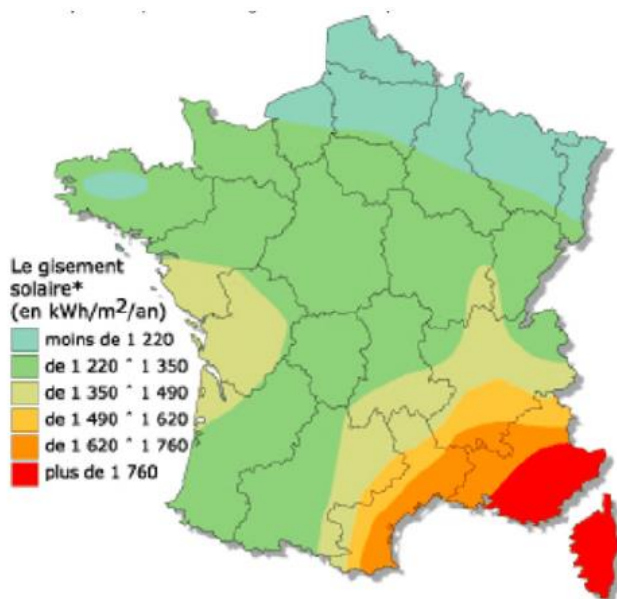 Le gisement
solaire*
(en kWh/m²/an)
moins de 1 220
de 1 220 ˆ 1 350
de 1 350 ˆ 1 490
de 1 490 ˆ 1 620
de 1 620 ˆ 1 760
plus de 1 760